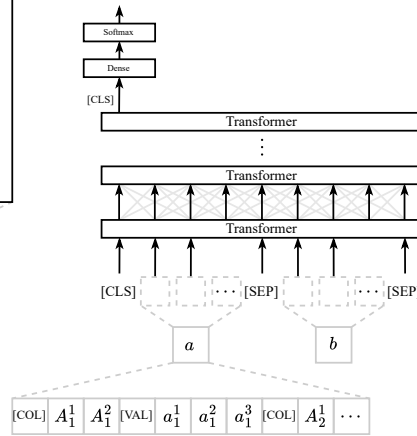 Softmax
Dense
[CLS]
Transformer
⋮
Transformer
Transformer
[CLS] ⋯ [SEP] ⋯ [SEP
a b
[COL] A₁¹ A₁² [VAL] a₁¹ a₁² a₁³ [COL] A₂¹ ⋯